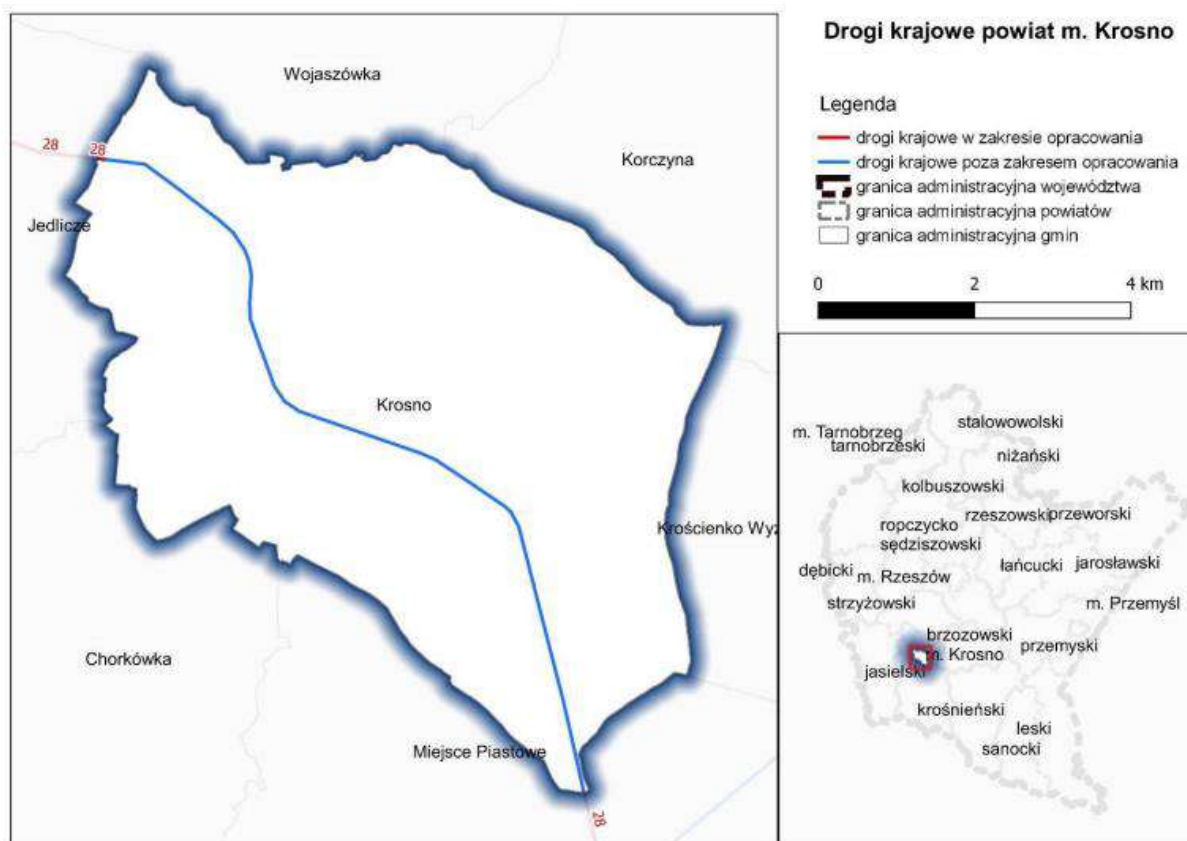 Wojaszówka
28
28
Korczyna
Jedlicze
Krosno
Krościenko Wyż
Chorkówka
Miejsce Piastowe
28
Drogi krajowe powiat m. Krosno
Legenda
drogi krajowe w zakresie opracowania
drogi krajowe poza zakresem opracowania
granica administracyjna województwa
granica administracyjna powiatów
granica administracyjna gmin
0 2 4 km
stalowowolski
m. Tarnobrzeg
tarnobrzeski
niżański
kolbuszowski
rzeszowski przeworski
ropczycko
sędziszowski
łańcucki jarosławski
dębicki m. Rzeszów
strzyżowski m. Przemyśl
brzozowski
m. Krosno przemyski
jasielski
krośnieński
leski
sanocki